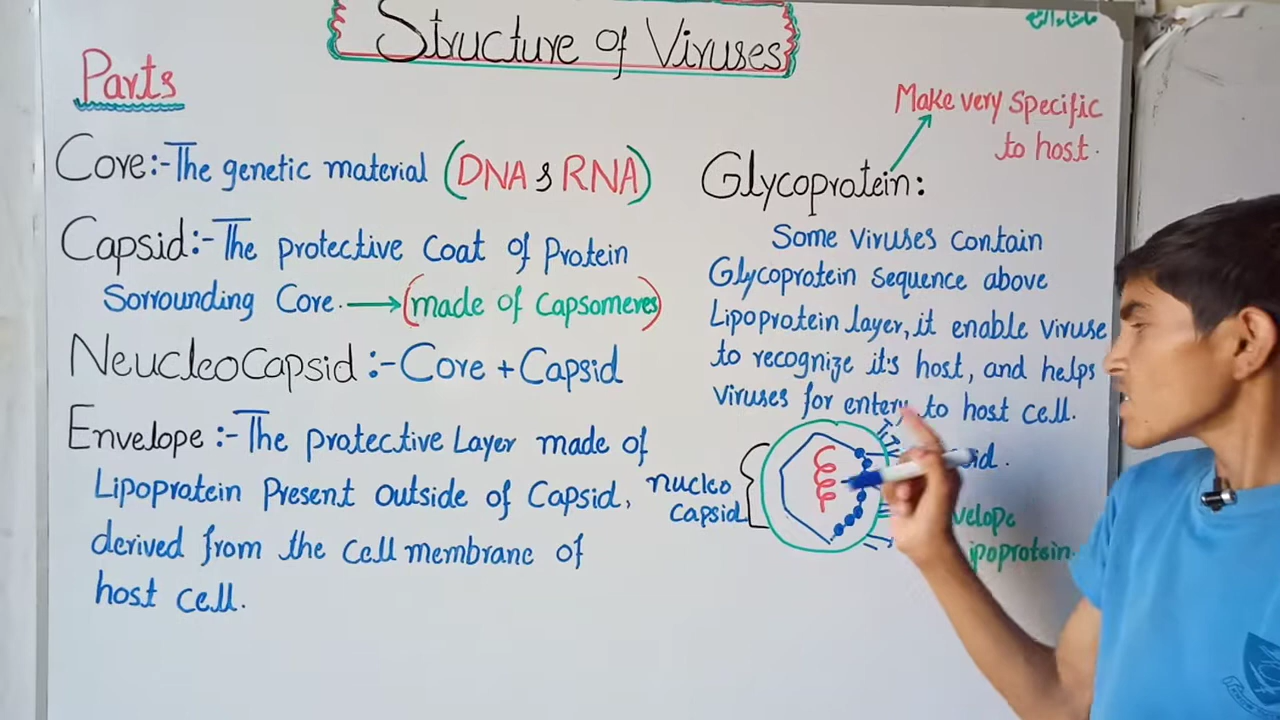 Structure of Viruses
ماشاءاللہ
Parts
Core:-The genetic material (DNA & RNA)
Capsid:-The protective Coat of Protein
Sorrounding Core. → (made of Capsomeres)
NeucleoCapsid:-Core + Capsid
Envelope:-The protective Layer made of
Lipoprotein Present outside of Capsid,
derived from the cell membrane of
host cell.
Make very specific
to host.
Glycoprotein:
Some viruses contain
Glycoprotein sequence above
Lipoprotein layer, it enable viruse
to recognize it's host, and helps
viruses for entery to host cell.
nucleo
capsid